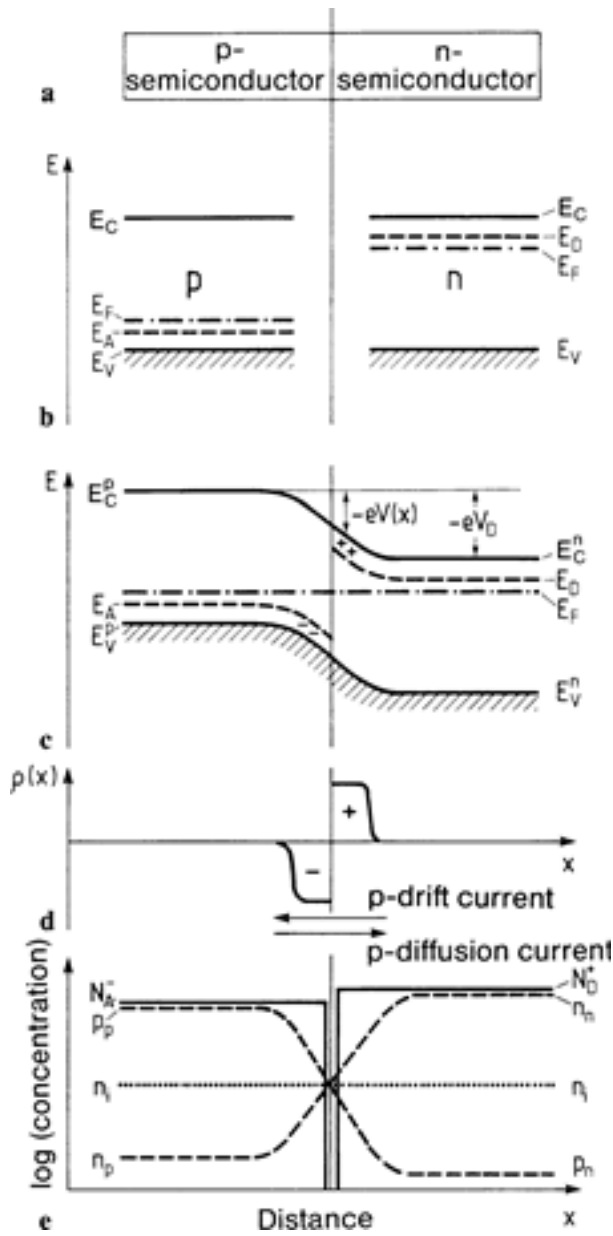 p-
semiconductor
n-
semiconductor
a
E
E_C
E_C
E_D
E_F
p
n
E_F
E_A
E_V
E_V
b
E
E_C^p
-eV(x)
-eV_D
++
E_C^n
E_D
E_F
E_A
E_V^p
--
E_V^n
c
ρ(x)
+
-
x
d
p-drift current
p-diffusion current
log (concentration)
N_A^-
p_p
n_i
n_p
N_D^+
n_n
n_i
p_n
e
Distance
x